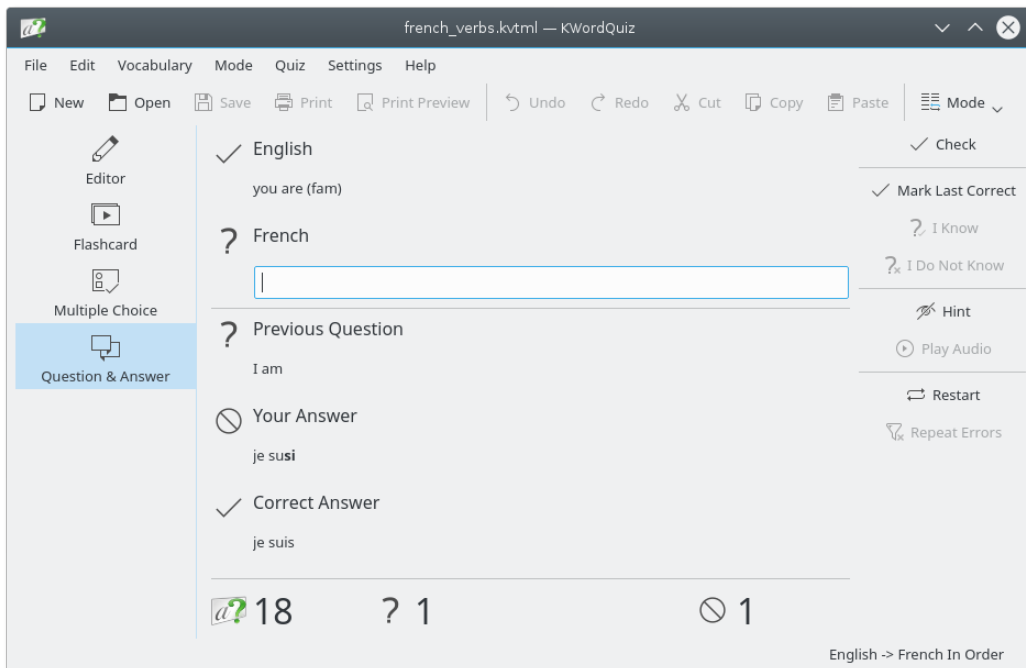 french_verbs.kvtml — KWordQuiz
File Edit Vocabulary Mode Quiz Settings Help
New Open Save Print Print Preview Undo Redo Cut Copy Paste Mode
Editor
Flashcard
Multiple Choice
Question & Answer
English
you are (fam)
French
Previous Question
I am
Your Answer
je susi
Correct Answer
je suis
a? 18 ? 1 1
Check
Mark Last Correct
I Know
I Do Not Know
Hint
Play Audio
Restart
Repeat Errors
English -> French In Order